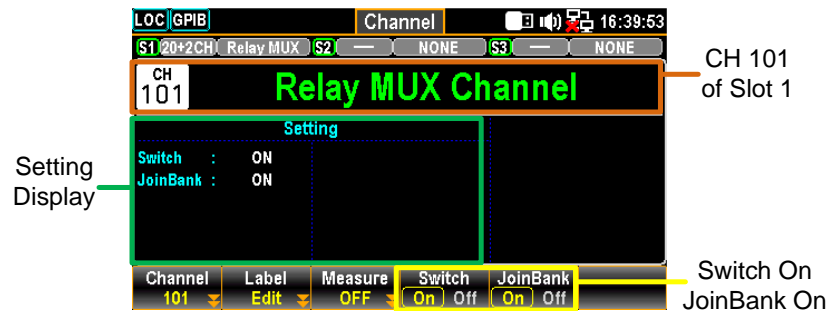 LOC GPIB Channel 16:39:53
S1 20+2CH Relay MUX S2 — NONE S3 — NONE
CH
101
Relay MUX Channel
CH 101
of Slot 1
Setting
Switch : ON
JoinBank : ON
Setting
Display
Channel Label Measure Switch JoinBank
101 Edit OFF On Off On Off
Switch On
JoinBank On